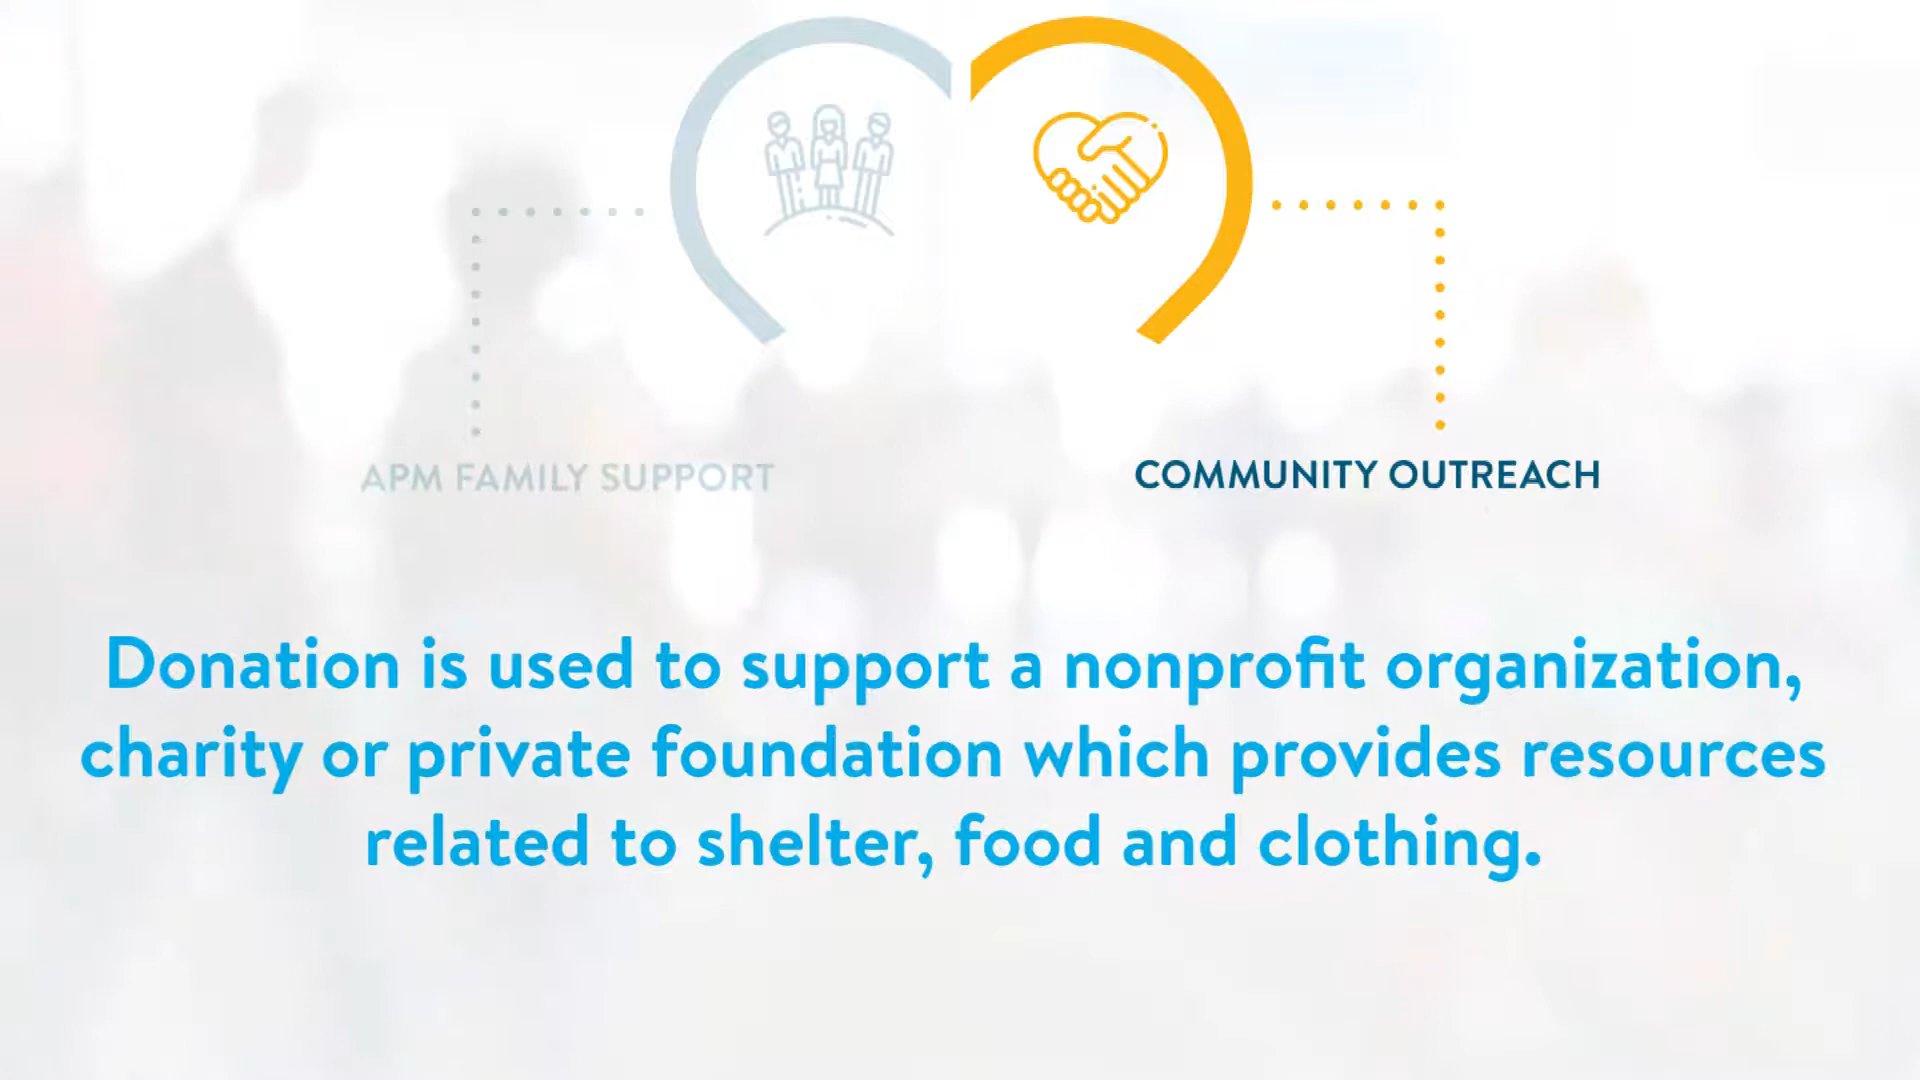 APM FAMILY SUPPORT
COMMUNITY OUTREACH
Donation is used to support a nonprofit organization,
charity or private foundation which provides resources
related to shelter, food and clothing.